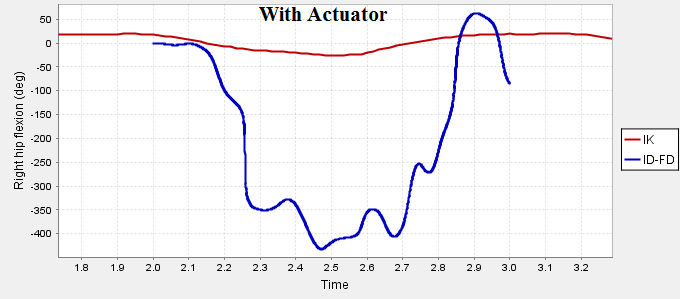 With Actuator
Right hip flexion (deg)
50
0
-50
-100
-150
-200
-250
-300
-350
-400
1.8 1.9 2.0 2.1 2.2 2.3 2.4 2.5 2.6 2.7 2.8 2.9 3.0 3.1 3.2
Time
IK
ID-FD